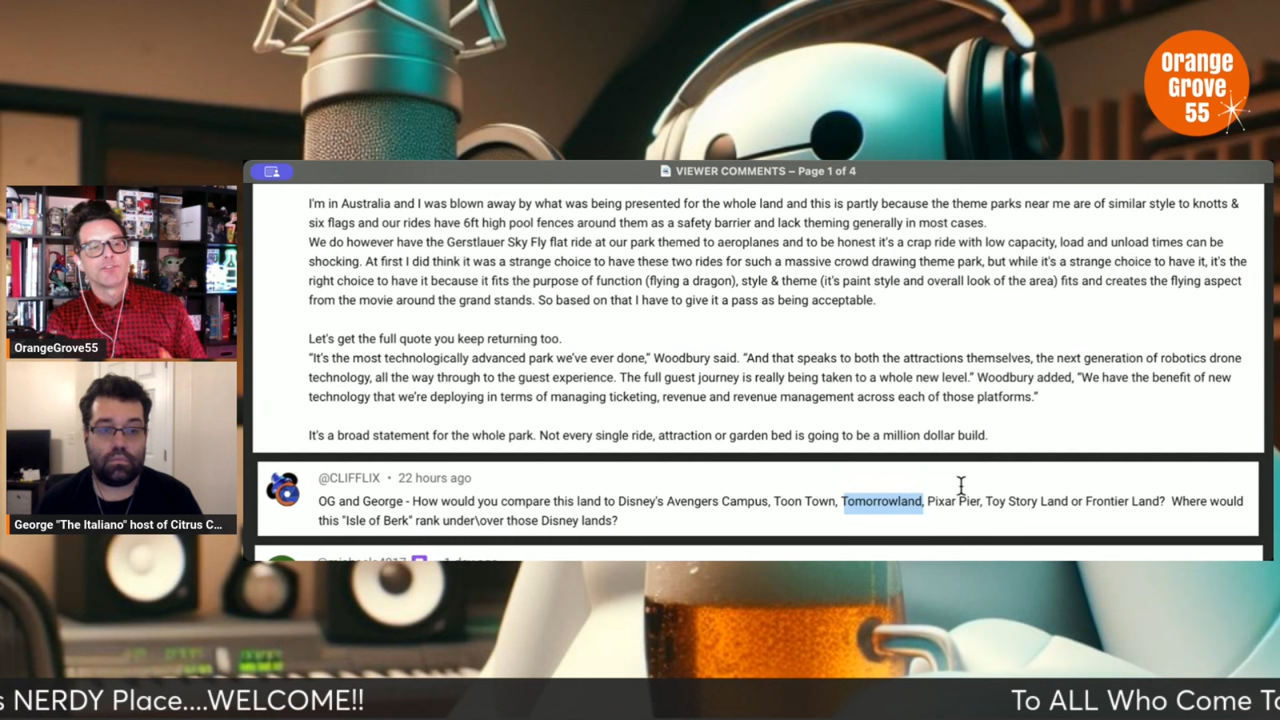 Orange
Grove
55
VIEWER COMMENTS – Page 1 of 4
I'm in Australia and I was blown away by what was being presented for the whole land and this is partly because the theme parks near me are of similar style to knotts &
six flags and our rides have 6ft high pool fences around them as a safety barrier and lack theming generally in most cases.
We do however have the Gerstlauer Sky Fly flat ride at our park themed to aeroplanes and to be honest it's a crap ride with low capacity, load and unload times can be
shocking. At first I did think it was a strange choice to have these two rides for such a massive crowd drawing theme park, but while it's a strange choice to have it, it's the
right choice to have it because it fits the purpose of function (flying a dragon), style & theme (it's paint style and overall look of the area) fits and creates the flying aspect
from the movie around the grand stands. So based on that I have to give it a pass as being acceptable.
Let's get the full quote you keep returning too.
“It’s the most technologically advanced park we’ve ever done,” Woodbury said. “And that speaks to both the attractions themselves, the next generation of robotics drone
technology, all the way through to the guest experience. The full guest journey is really being taken to a whole new level.” Woodbury added, “We have the benefit of new
technology that we’re deploying in terms of managing ticketing, revenue and revenue management across each of those platforms.”
It's a broad statement for the whole park. Not every single ride, attraction or garden bed is going to be a million dollar build.
@CLIFFLIX • 22 hours ago
OG and George - How would you compare this land to Disney's Avengers Campus, Toon Town, Tomorrowland, Pixar Pier, Toy Story Land or Frontier Land? Where would
this "Isle of Berk" rank under\over those Disney lands?
OrangeGrove55
George "The Italiano" host of Citrus C...
s NERDY Place....WELCOME!!
To ALL Who Come To